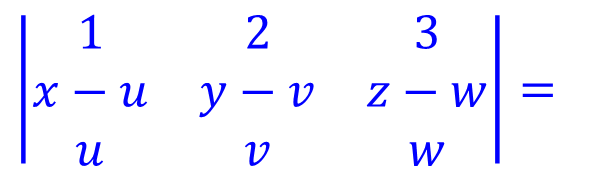 1 2 3
x − u y − v z − w =
u v w